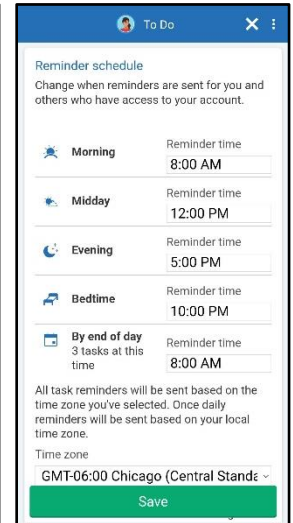 To Do
Reminder schedule
Change when reminders are sent for you and
others who have access to your account.
Morning
Reminder time
8:00 AM
Midday
Reminder time
12:00 PM
Evening
Reminder time
5:00 PM
Bedtime
Reminder time
10:00 PM
By end of day
3 tasks at this
time
Reminder time
8:00 AM
All task reminders will be sent based on the
time zone you've selected. Once daily
reminders will be sent based on your local
time zone.
Time zone
GMT-06:00 Chicago (Central Standa
Save